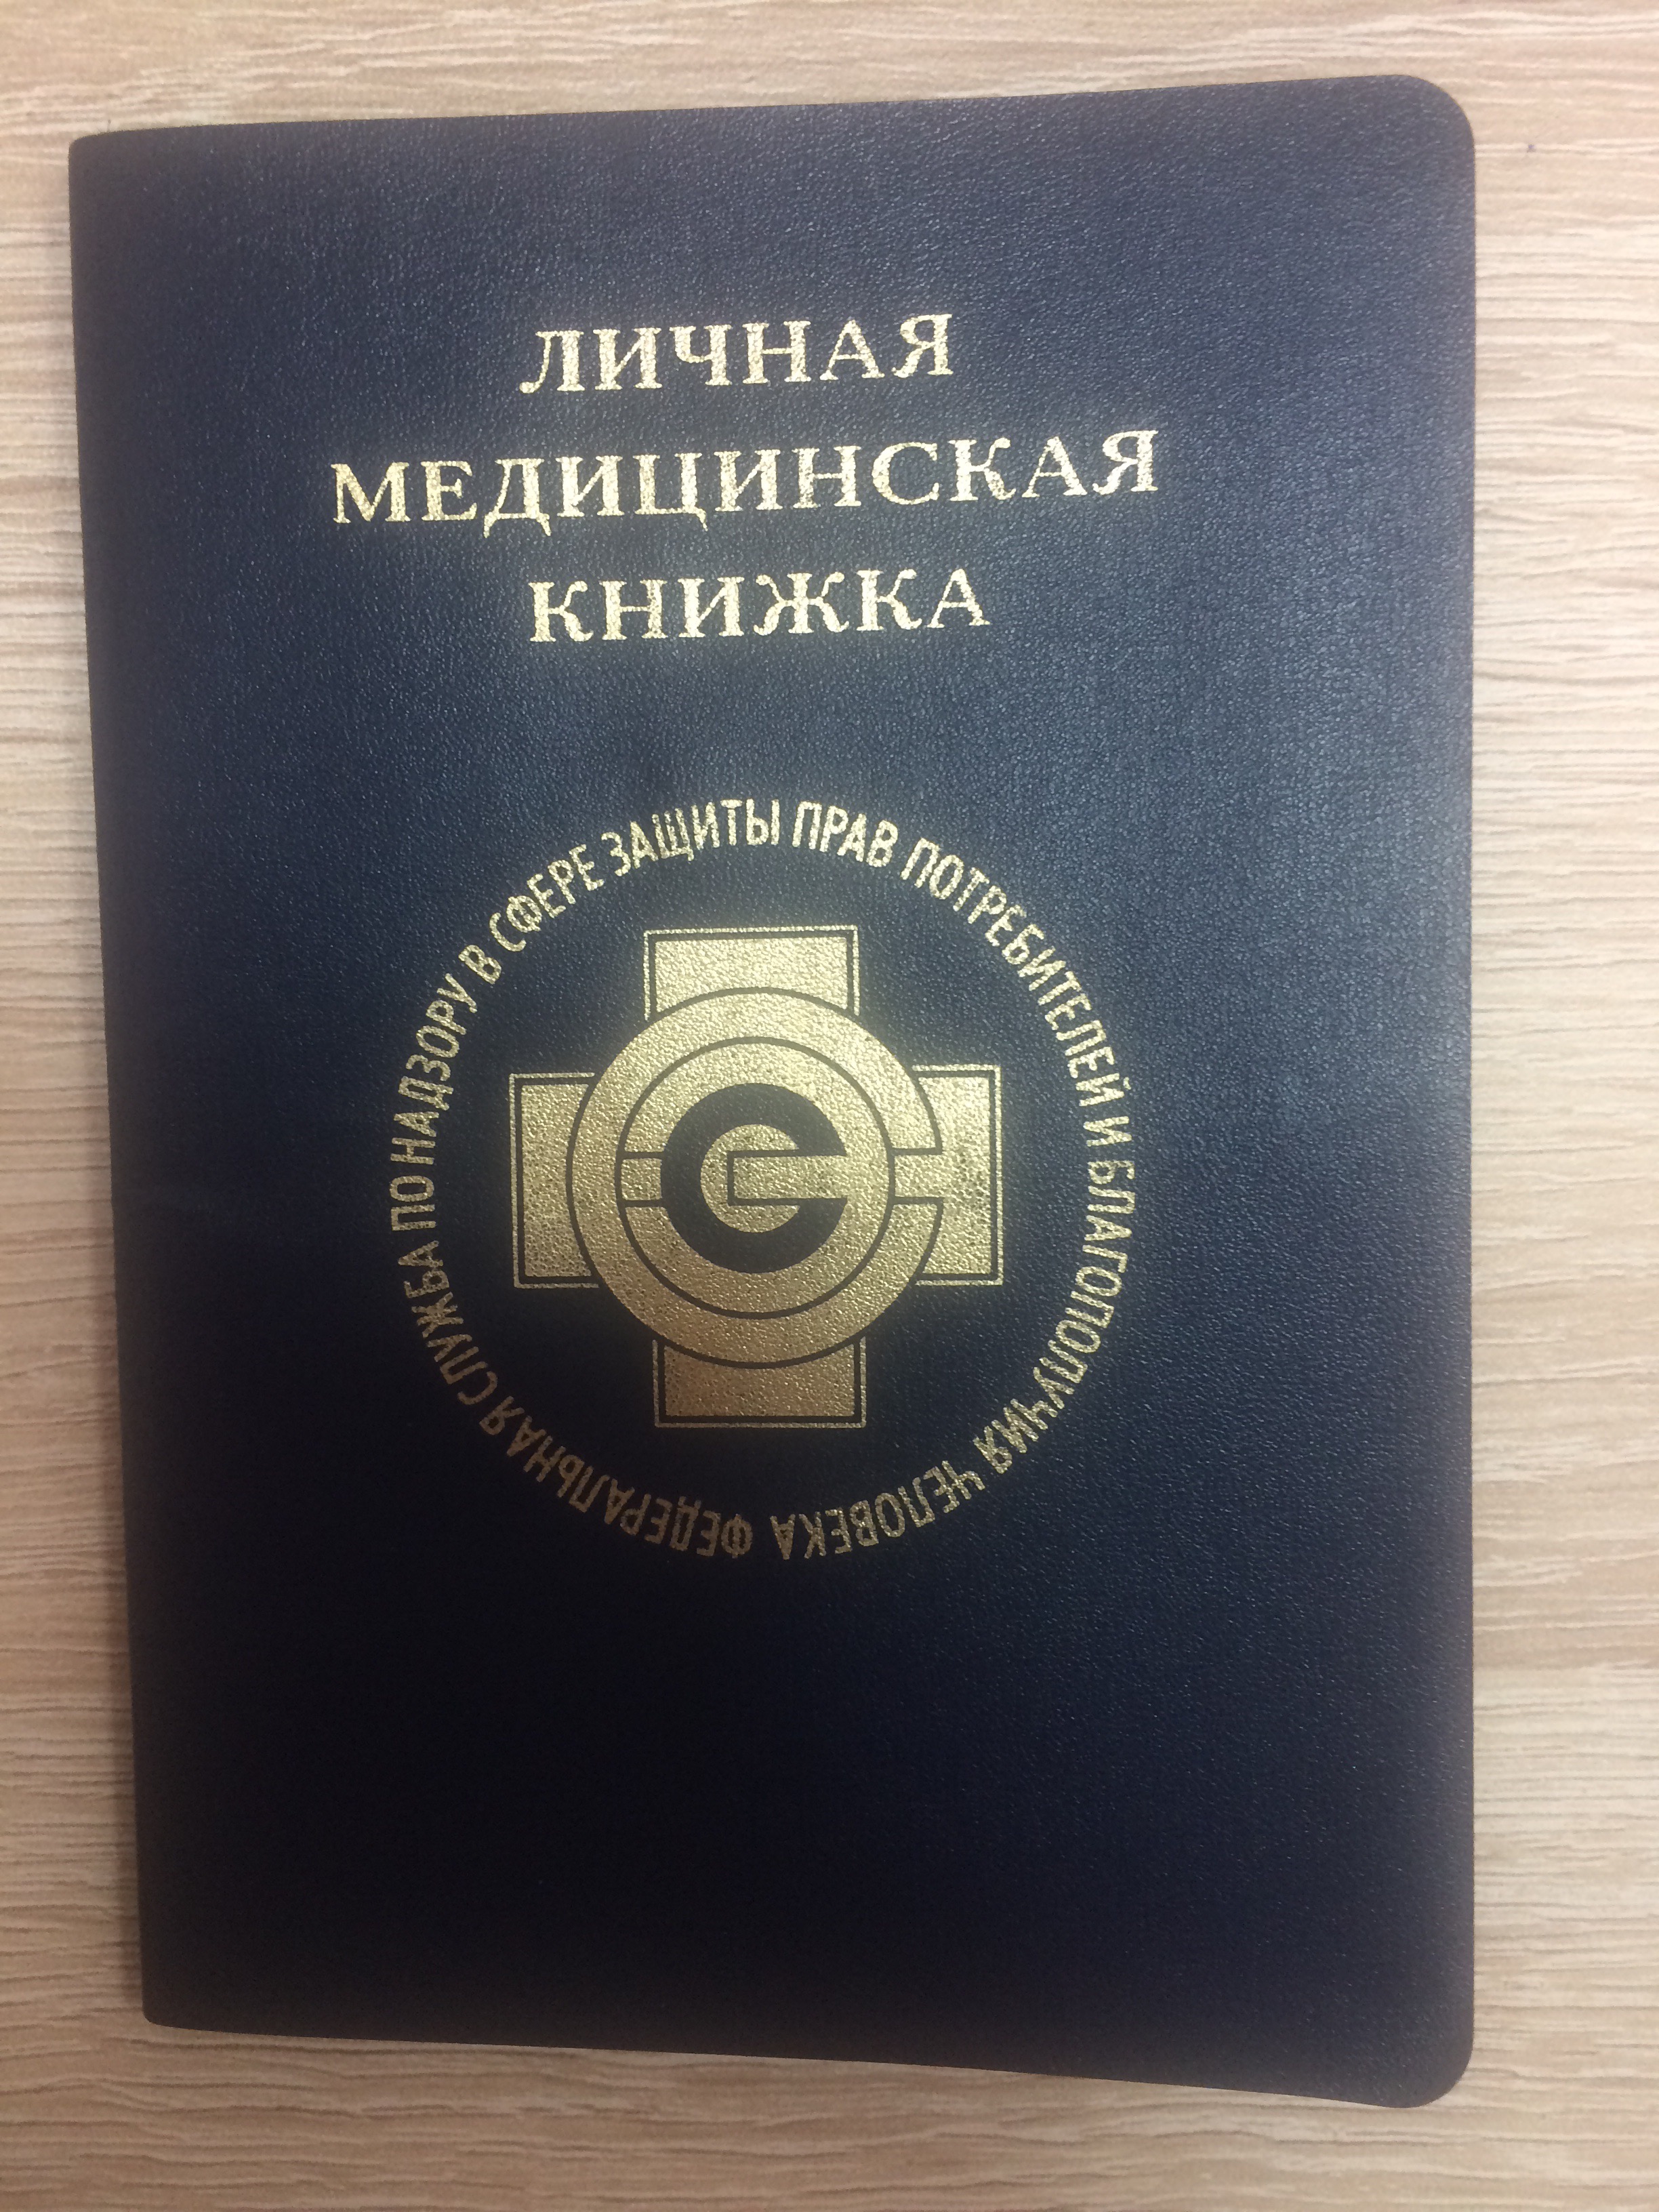 ЛИЧНАЯ
МЕДИЦИНСКАЯ
КНИЖКА
ФЕДЕРАЛЬНАЯ СЛУЖБА ПО НАДЗОРУ В СФЕРЕ ЗАЩИТЫ ПРАВ ПОТРЕБИТЕЛЕЙ И БЛАГОПОЛУЧИЯ ЧЕЛОВЕКА